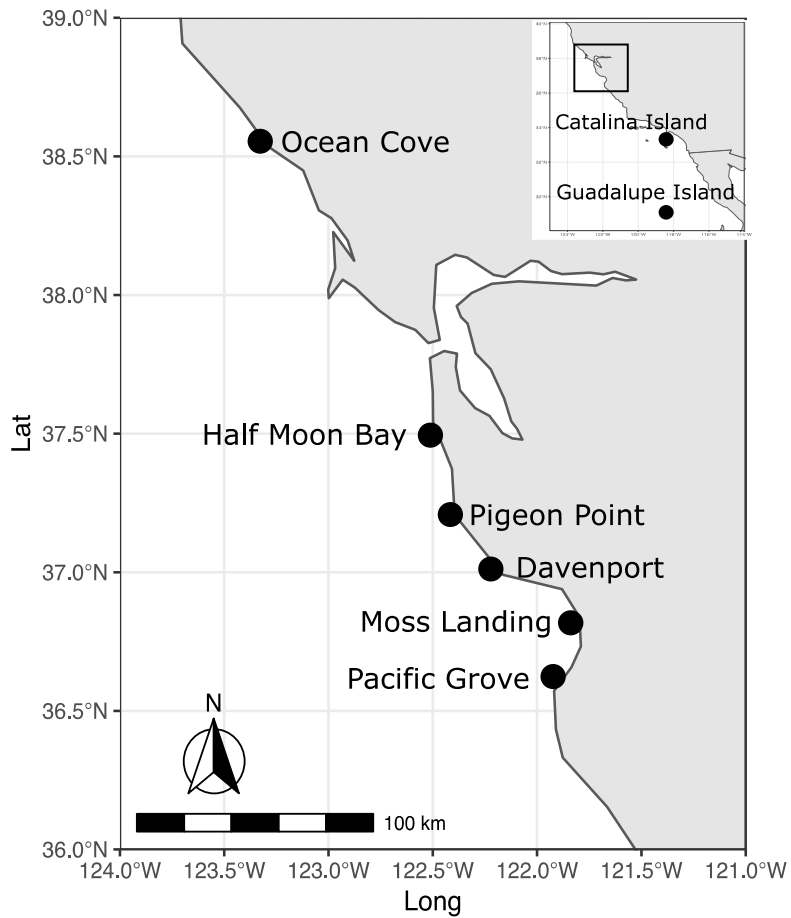 39.0°N
38.5°N
38.0°N
37.5°N
37.0°N
36.5°N
36.0°N
Lat
Ocean Cove
Half Moon Bay
Pigeon Point
Davenport
Moss Landing
Pacific Grove
Catalina Island
Guadalupe Island
N
100 km
124.0°W 123.5°W 123.0°W 122.5°W 122.0°W 121.5°W 121.0°W
Long